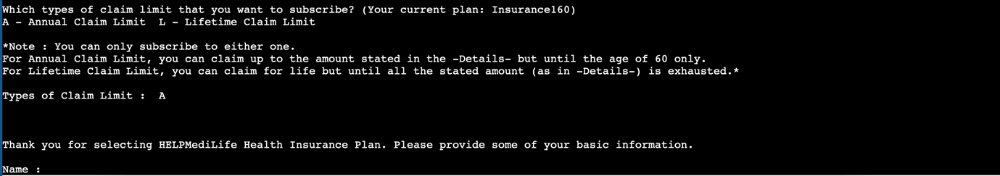 Which types of claim limit that you want to subscribe? (Your current plan: Insurance160)
A - Annual Claim Limit  L - Lifetime Claim Limit
*Note : You can only subscribe to either one.
For Annual Claim Limit, you can claim up to the amount stated in the -Details- but until the age of 60 only.
For Lifetime Claim Limit, you can claim for life but until all the stated amount (as in -Details-) is exhausted.*
Types of Claim Limit :  A
Thank you for selecting HELPMediLife Health Insurance Plan. Please provide some of your basic information.
Name :